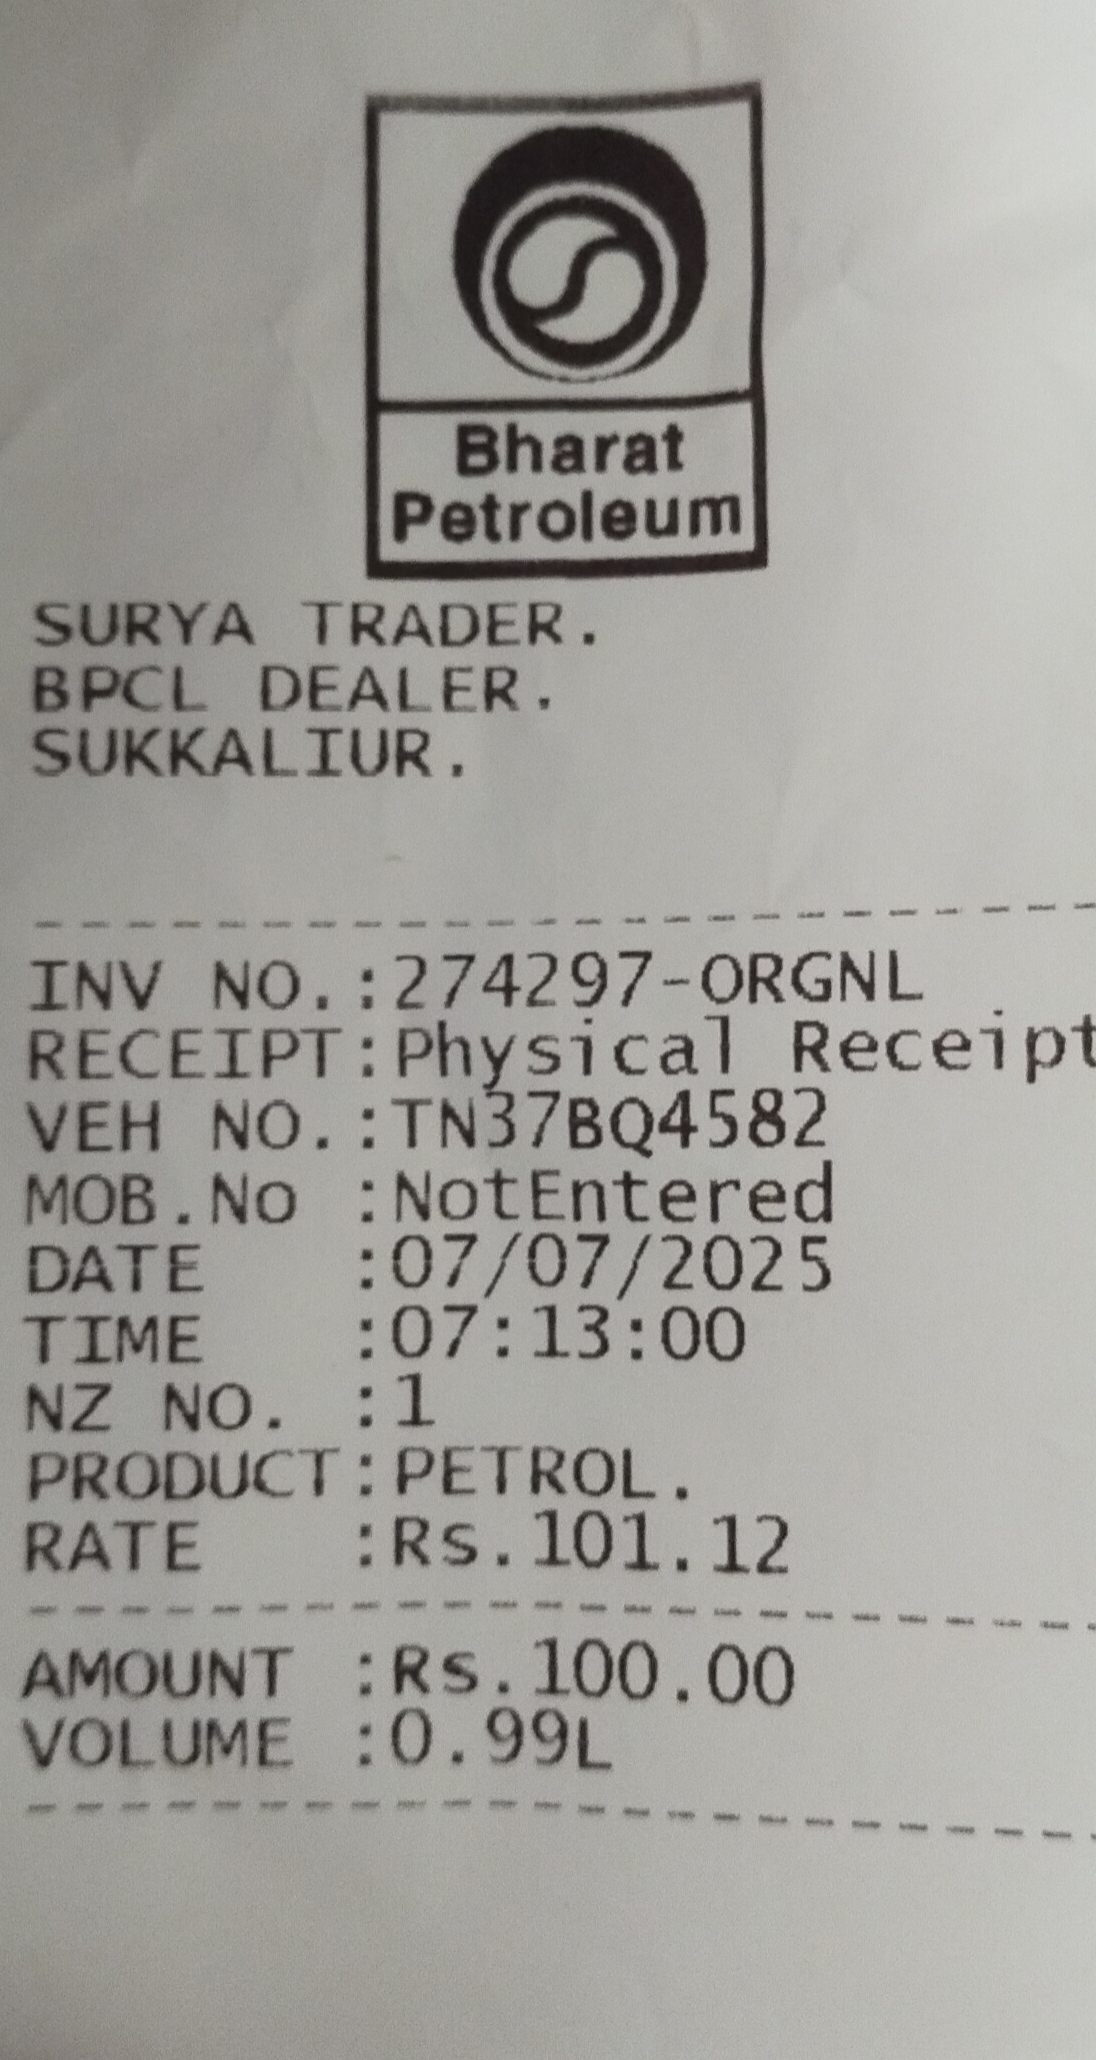 Bharat
Petroleum
SURYA TRADER.
BPCL DEALER.
SUKKALIUR.
INV NO.:274297-ORGNL
RECEIPT:Physical Receipt
VEH NO.:TN37BQ4582
MOB.No :NotEntered
DATE :07/07/2025
TIME :07:13:00
NZ NO. :1
PRODUCT:PETROL.
RATE :Rs.101.12
AMOUNT :Rs.100.00
VOLUME :0.99L